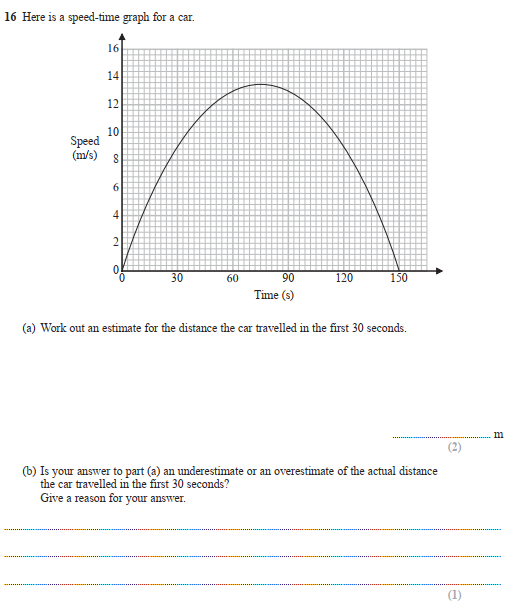 16 Here is a speed-time graph for a car.
16
14
12
10
Speed
(m/s)
8
6
4
2
0
0 30 60 90 120 150
Time (s)
(a) Work out an estimate for the distance the car travelled in the first 30 seconds.
m
(2)
(b) Is your answer to part (a) an underestimate or an overestimate of the actual distance
the car travelled in the first 30 seconds?
Give a reason for your answer.
(1)